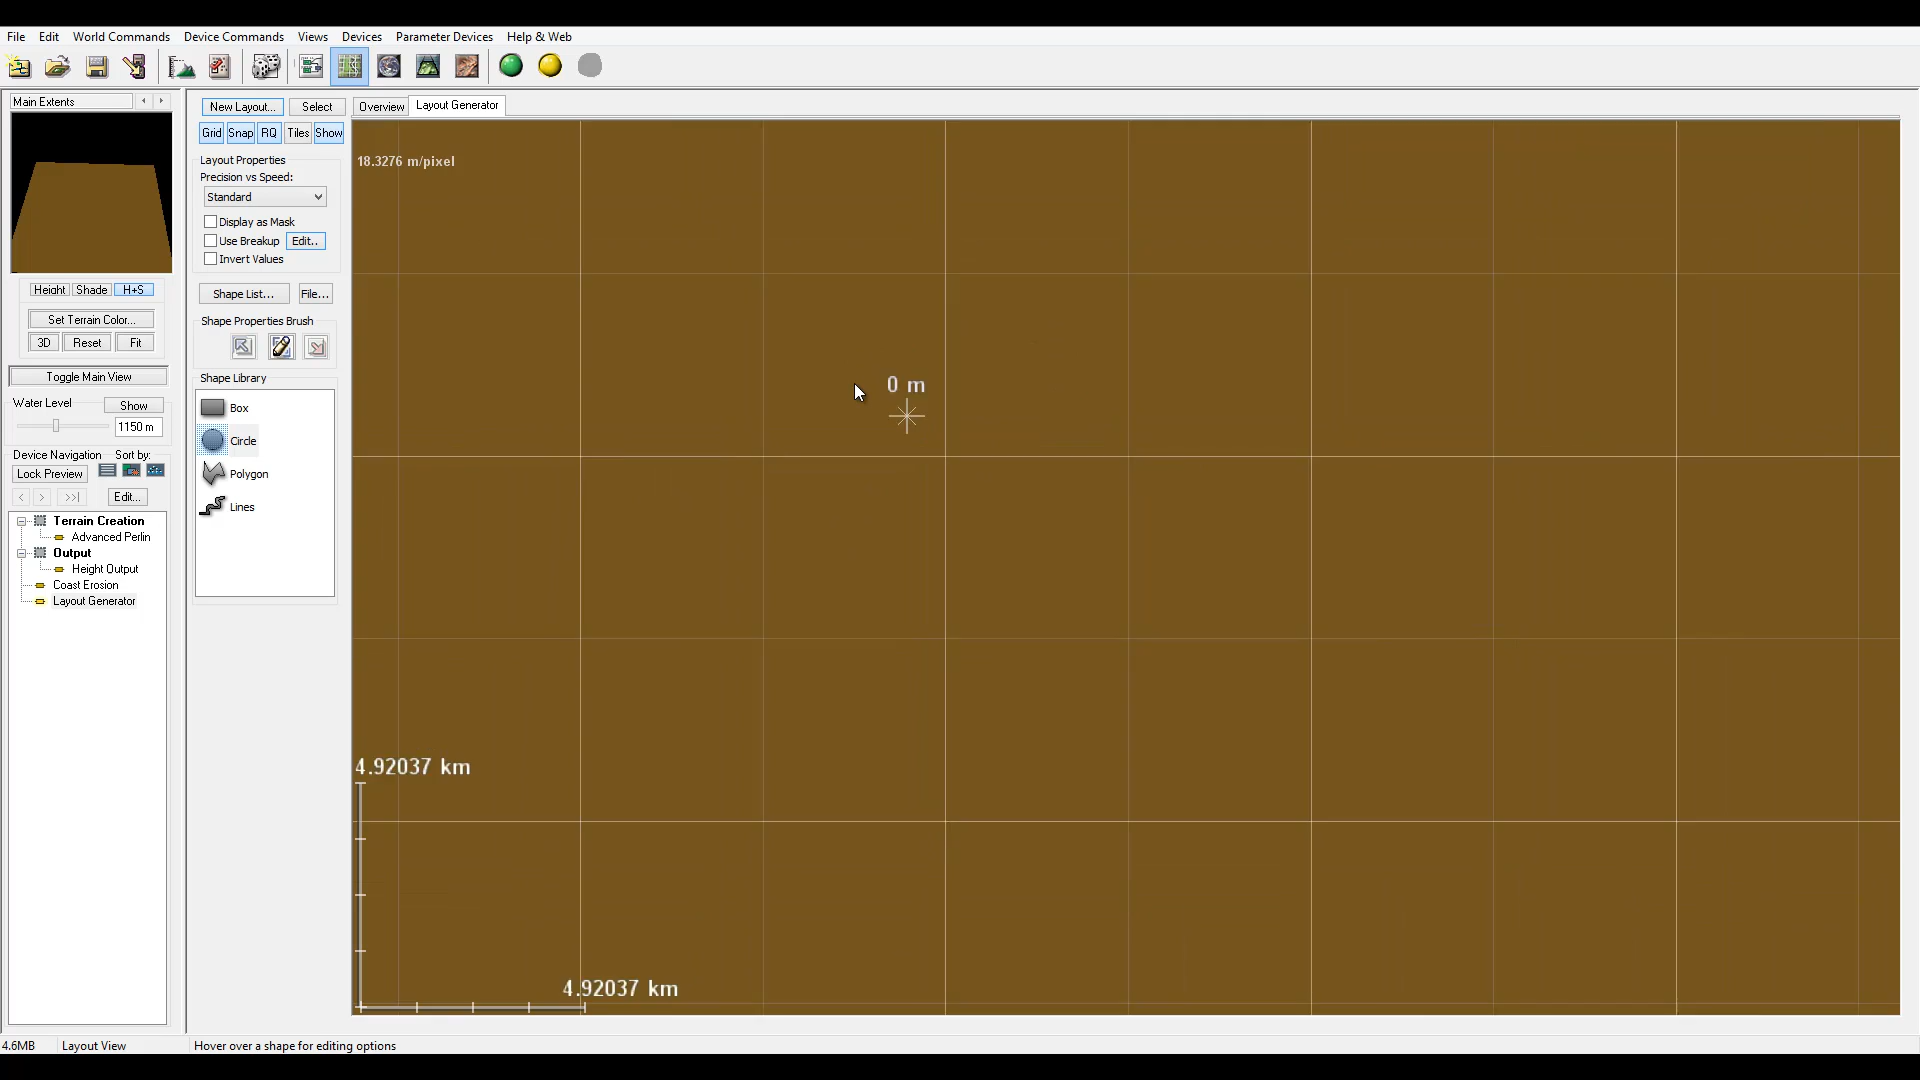 File Edit World Commands Device Commands Views Devices Parameter Devices Help & Web
Main Extents
New Layout... Select Overview Layout Generator
Grid Snap RQ Tiles Show
Layout Properties
18.3276 m/pixel
Precision vs Speed:
Standard
Display as Mask
Use Breakup Edit..
Invert Values
Height Shade H+S
Shape List... File...
Set Terrain Color...
Shape Properties Brush
3D Reset Fit
Toggle Main View
Shape Library
0 m
Water Level Show
Box
1150 m
Circle
Device Navigation Sort by:
Lock Preview
Polygon
< > >>| Edit...
Lines
Terrain Creation
Advanced Perlin
Output
Height Output
Coast Erosion
Layout Generator
4.92037 km
4.92037 km
4.6MB Layout View Hover over a shape for editing options